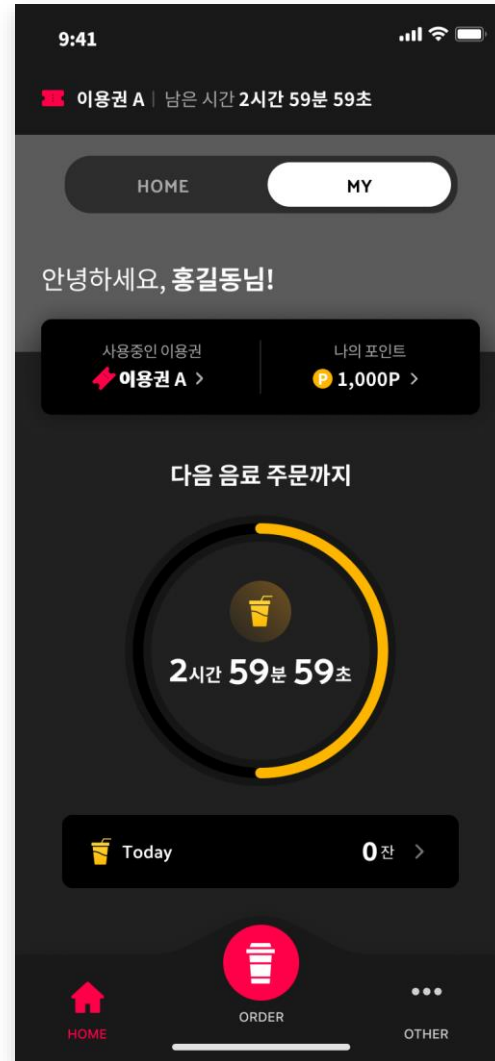 9:41
이용권 A | 남은 시간 2시간 59분 59초
HOME MY
안녕하세요, 홍길동님!
사용중인 이용권 나의 포인트
이용권 A > P 1,000P >
다음 음료 주문까지
2시간 59분 59초
Today 0잔 >
HOME ORDER OTHER